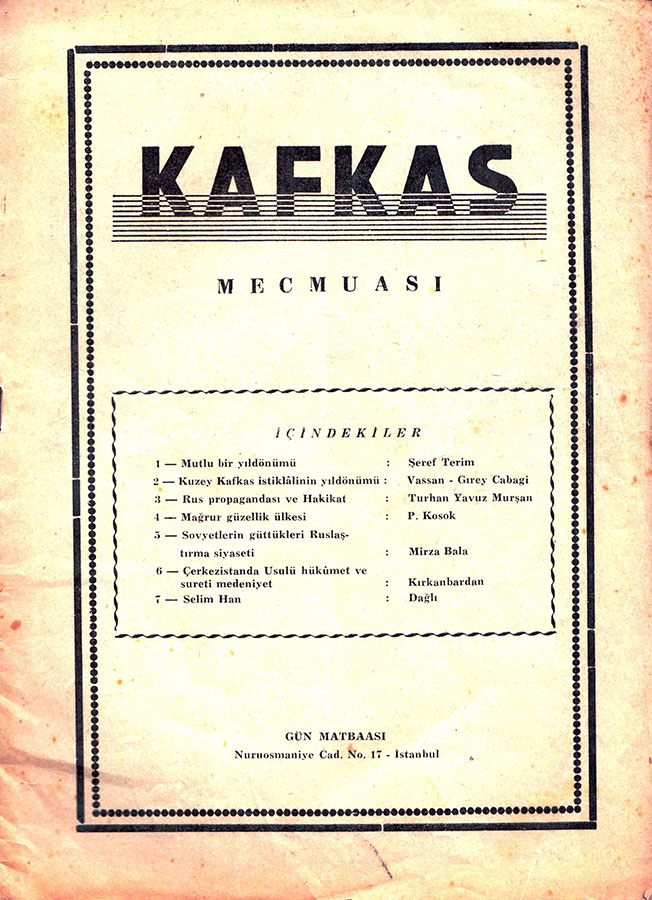 KAFKAS
MECMUASI
İÇİNDEKİLER
1 — Mutlu bir yıldönümü : Şeref Terim
2 — Kuzey Kafkas istiklâlinin yıldönümü : Vassan - Gırey Cabagi
3 — Rus propagandası ve Hakikat : Turhan Yavuz Murşan
4 — Mağrur güzellik ülkesi : P. Kosok
5 — Sovyetlerin güttükleri Ruslaş-
tırma siyaseti : Mirza Bala
6 — Çerkezistanda Usulü hükûmet ve
sureti medeniyet : Kırkanbardan
7 — Selim Han : Dağlı
GÜN MATBAASI
Nuruosmaniye Cad. No. 17 - İstanbul